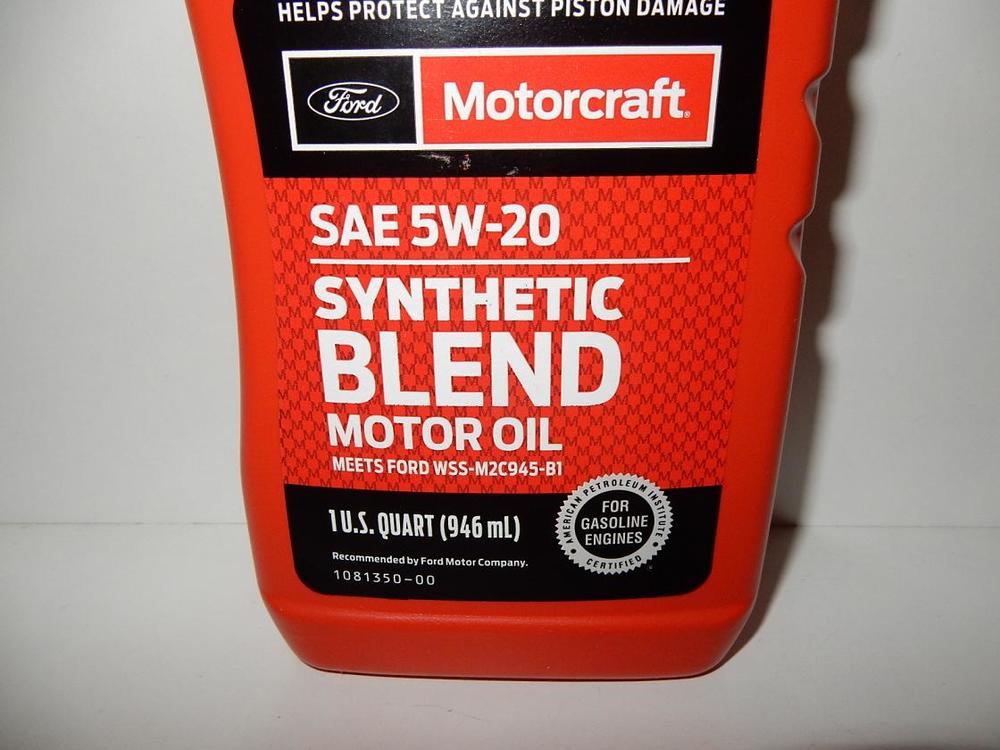 HELPS PROTECT AGAINST PISTON DAMAGE
Ford
Motorcraft®
SAE 5W-20
SYNTHETIC
BLEND
MOTOR OIL
MEETS FORD WSS-M2C945-B1
1 U.S. QUART (946 mL)
Recommended by Ford Motor Company.
1081350-00
AMERICAN PETROLEUM INSTITUTE
FOR
GASOLINE
ENGINES
CERTIFIED